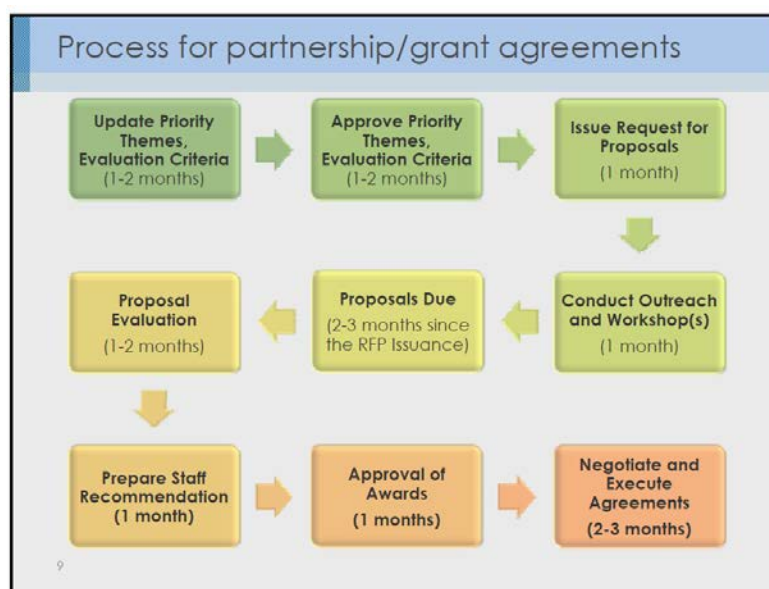 Process for partnership/grant agreements
Update Priority
Themes,
Evaluation Criteria
(1-2 months)
Approve Priority
Themes,
Evaluation Criteria
(1-2 months)
Issue Request for
Proposals
(1 month)
Conduct Outreach
and Workshop(s)
(1 month)
Proposals Due
(2-3 months since
the RFP Issuance)
Proposal
Evaluation
(1-2 months)
Prepare Staff
Recommendation
(1 month)
Approval of
Awards
(1 months)
Negotiate and
Execute
Agreements
(2-3 months)
9